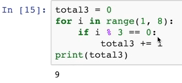 In [15]: total3 = 0
for i in range(1, 8):
    if i % 3 == 0:
        total3 += i
print(total3)
9